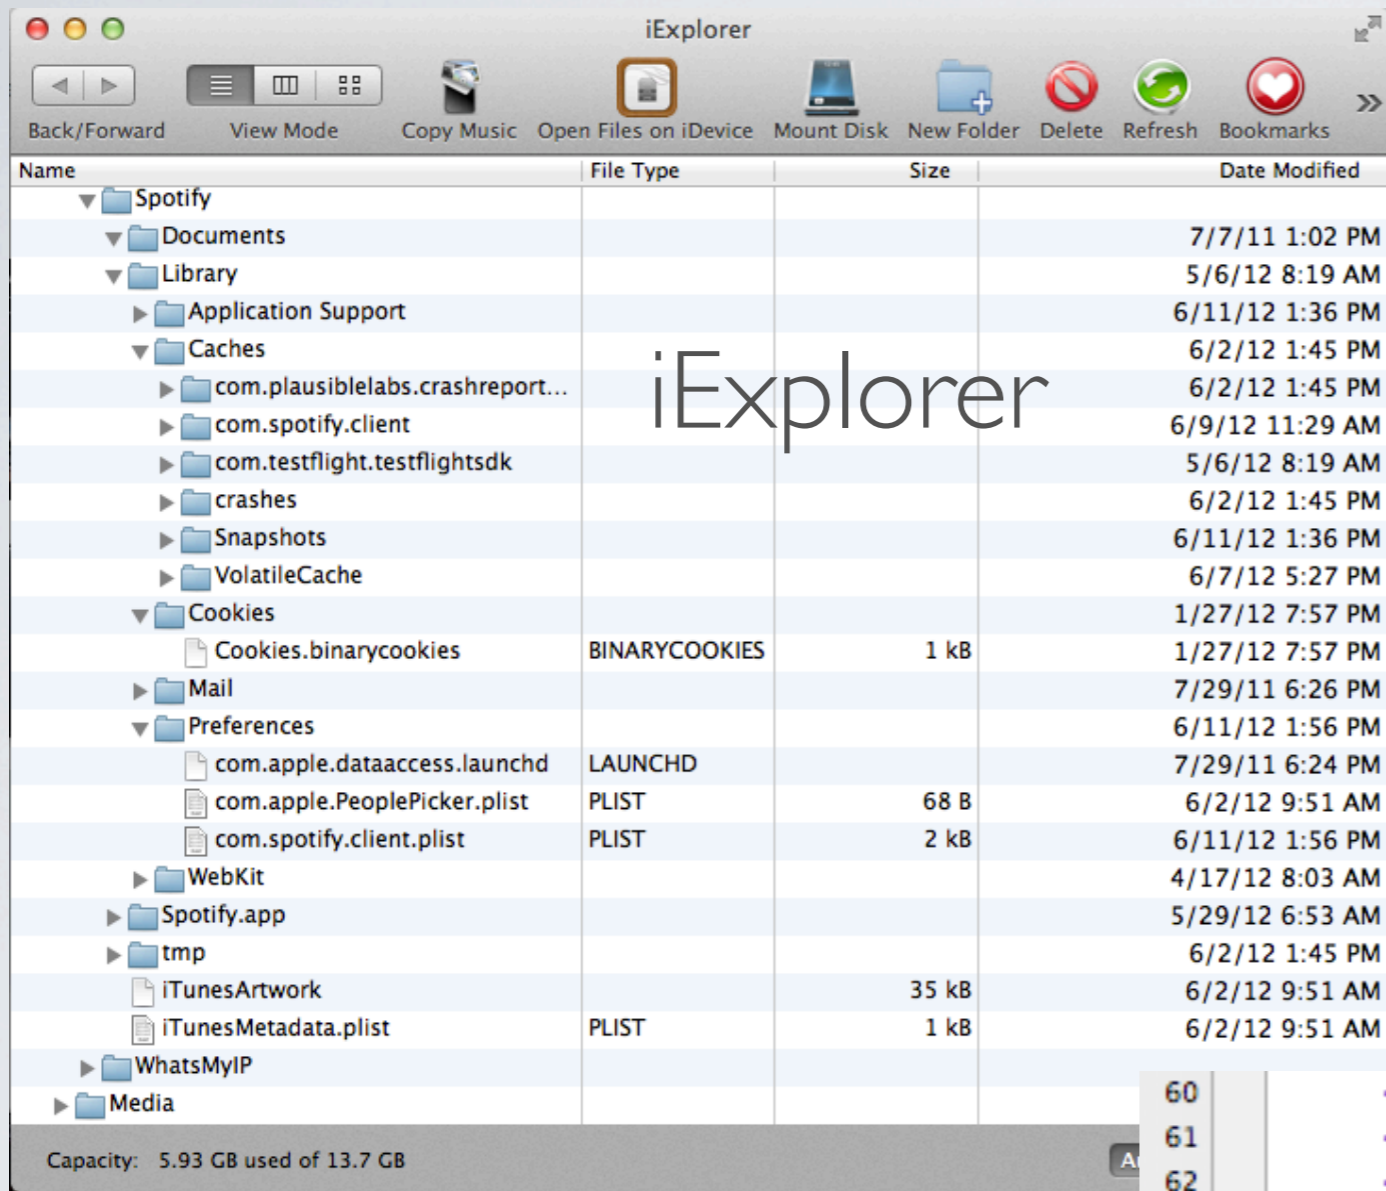 iExplorer
Back/Forward View Mode Copy Music Open Files on iDevice Mount Disk New Folder Delete Refresh Bookmarks
Name File Type Size Date Modified
Spotify
Documents 7/7/11 1:02 PM
Library 5/6/12 8:19 AM
Application Support 6/11/12 1:36 PM
Caches 6/2/12 1:45 PM
iExplorer
com.plausiblelabs.crashreport... 6/2/12 1:45 PM
com.spotify.client 6/9/12 11:29 AM
com.testflight.testflightsdk 5/6/12 8:19 AM
crashes 6/2/12 1:45 PM
Snapshots 6/11/12 1:36 PM
VolatileCache 6/7/12 5:27 PM
Cookies 1/27/12 7:57 PM
Cookies.binarycookies BINARYCOOKIES 1 kB 1/27/12 7:57 PM
Mail 7/29/11 6:26 PM
Preferences 6/11/12 1:56 PM
com.apple.dataaccess.launchd LAUNCHD 7/29/11 6:24 PM
com.apple.PeoplePicker.plist PLIST 68 B 6/2/12 9:51 AM
com.spotify.client.plist PLIST 2 kB 6/11/12 1:56 PM
WebKit 4/17/12 8:03 AM
Spotify.app 5/29/12 6:53 AM
tmp 6/2/12 1:45 PM
iTunesArtwork 35 kB 6/2/12 9:51 AM
iTunesMetadata.plist PLIST 1 kB 6/2/12 9:51 AM
WhatsMyIP
Media
60
61
62
Capacity: 5.93 GB used of 13.7 GB